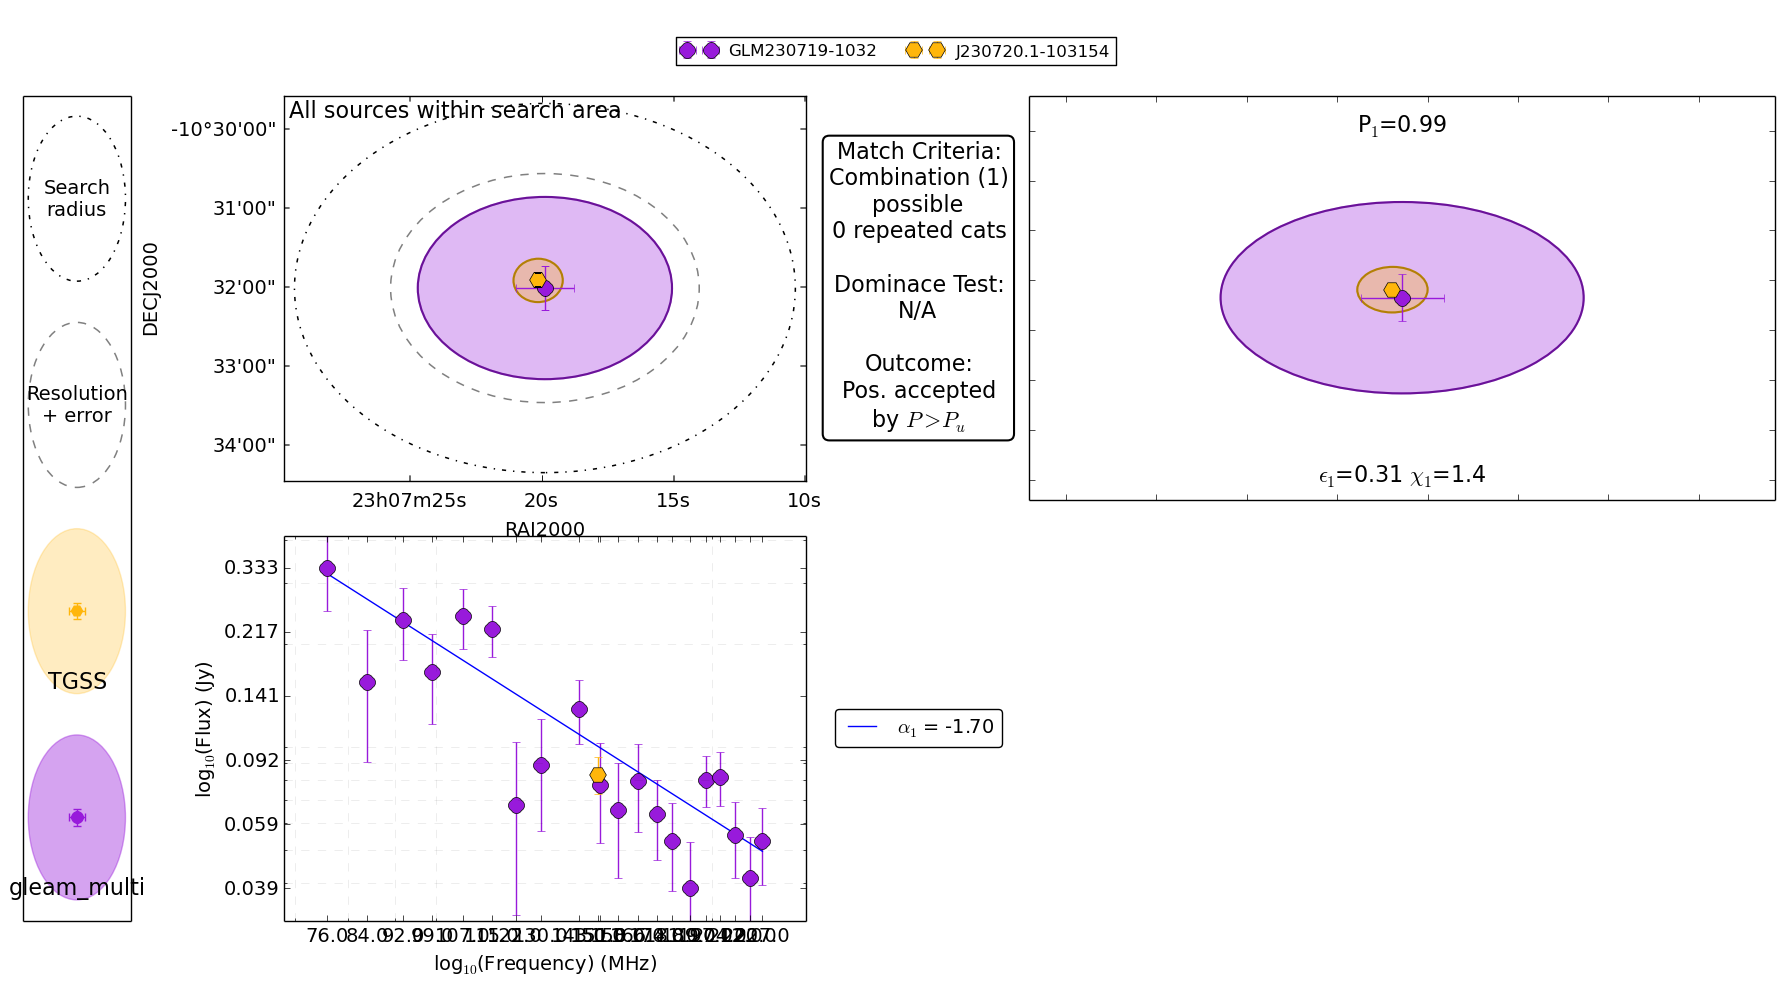 GLM230719-1032
J230720.1-103154
Search
radius
Resolution
+ error
TGSS
gleam_multi
All sources within search area
DECJ2000
-10°30'00"
31'00"
32'00"
33'00"
34'00"
23h07m25s
20s
15s
10s
RAJ2000
Match Criteria:
Combination (1)
possible
0 repeated cats
Dominace Test:
N/A
Outcome:
Pos. accepted
by P>Pᵤ
P₁=0.99
ϵ₁=0.31 χ₁=1.4
log₁₀(Flux) (Jy)
0.333
0.217
0.141
0.092
0.059
0.039
76.0
84.0
92.0
log₁₀(Frequency) (MHz)
α₁ = -1.70